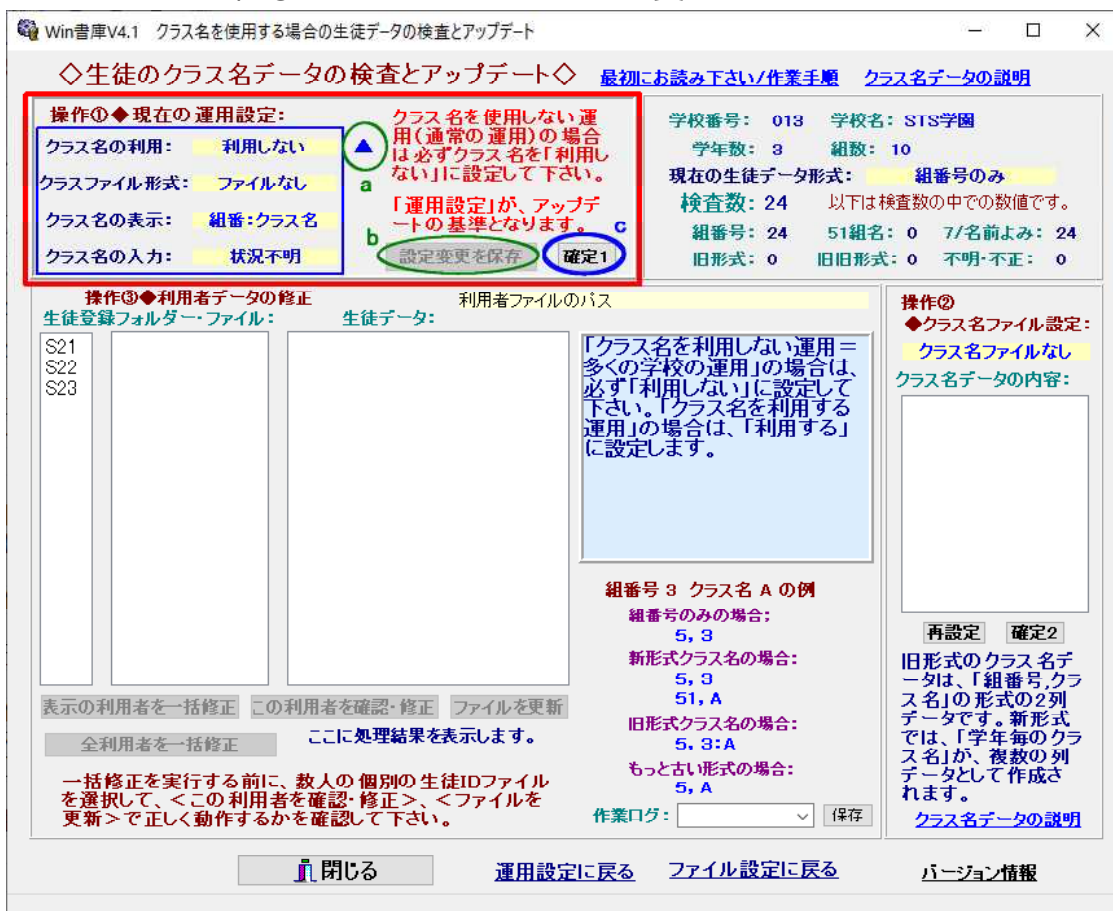 Win書庫V4.1 クラス名を使用する場合の生徒データの検査とアップデート
◇生徒のクラス名データの検査とアップデート◇
最初にお読み下さい/作業手順
クラス名データの説明
操作①◆現在の運用設定:
クラス名の利用: 利用しない
クラスファイル形式: ファイルなし
クラス名の表示: 組番:クラス名
クラス名の入力: 状況不明
▲
a
クラス名を使用しない運
用(通常の運用)の場合
は必ずクラス名を「利用し
ない」に設定して下さい。
「運用設定」が、アップデ
ートの基準となります。
b
設定変更を保存
c
確定1
学校番号: 013 学校名: STS学園
学年数: 3 組数: 10
現在の生徒データ形式: 組番号のみ
検査数: 24 以下は検査数の中での数値です。
組番号: 24 51組名: 0 7/名前よみ: 24
旧形式: 0 旧旧形式: 0 不明・不正: 0
操作③◆利用者データの修正
利用者ファイルのパス
生徒登録フォルダー・ファイル:
生徒データ:
S21
S22
S23
「クラス名を利用しない運用=
多くの学校の運用」の場合は、
必ず「利用しない」に設定して
下さい。「クラス名を利用する
運用」の場合は、「利用する」
に設定します。
表示の利用者を一括修正
この利用者を確認・修正
ファイルを更新
全利用者を一括修正
ここに処理結果を表示します。
一括修正を実行する前に、数人の個別の生徒IDファイル
を選択して、<この利用者を確認・修正>、<ファイルを
更新>で正しく動作するかを確認して下さい。
組番号 3 クラス名 A の例
組番号のみの場合;
5, 3
新形式クラス名の場合:
5, 3
51, A
旧形式クラス名の場合:
5, 3:A
もっと古い形式の場合:
5, A
作業ログ:
保存
操作②
◆クラス名ファイル設定:
クラス名ファイルなし
クラス名データの内容:
再設定
確定2
旧形式のクラス名デ
ータは、「組番号,クラ
ス名」の形式の2列
データです。新形式
では、「学年毎のクラ
ス名」が、複数の列
データとして作成さ
れます。
クラス名データの説明
閉じる
運用設定に戻る
ファイル設定に戻る
バージョン情報